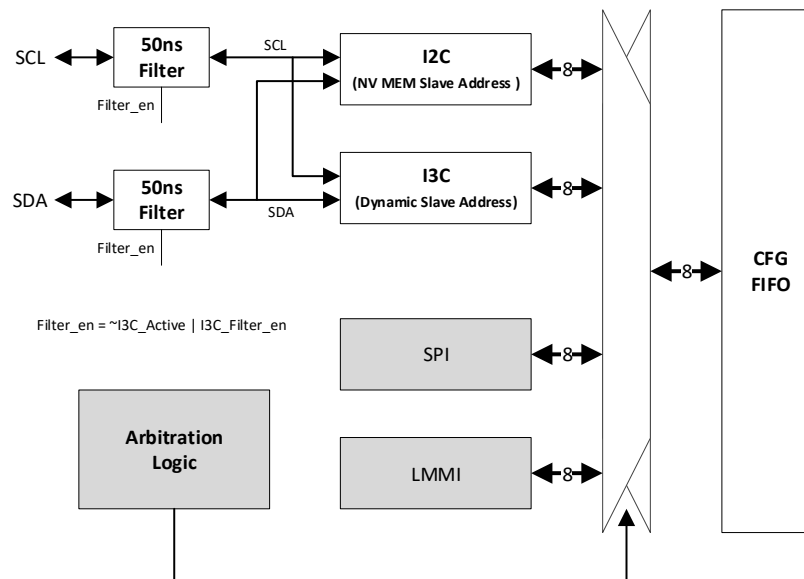 SCL
50ns
Filter
Filter_en
SCL
I2C
(NV MEM Slave Address )
8
SDA
50ns
Filter
Filter_en
SDA
I3C
(Dynamic Slave Address)
8
8
CFG
FIFO
Filter_en = ~I3C_Active | I3C_Filter_en
SPI
8
Arbitration
Logic
LMMI
8